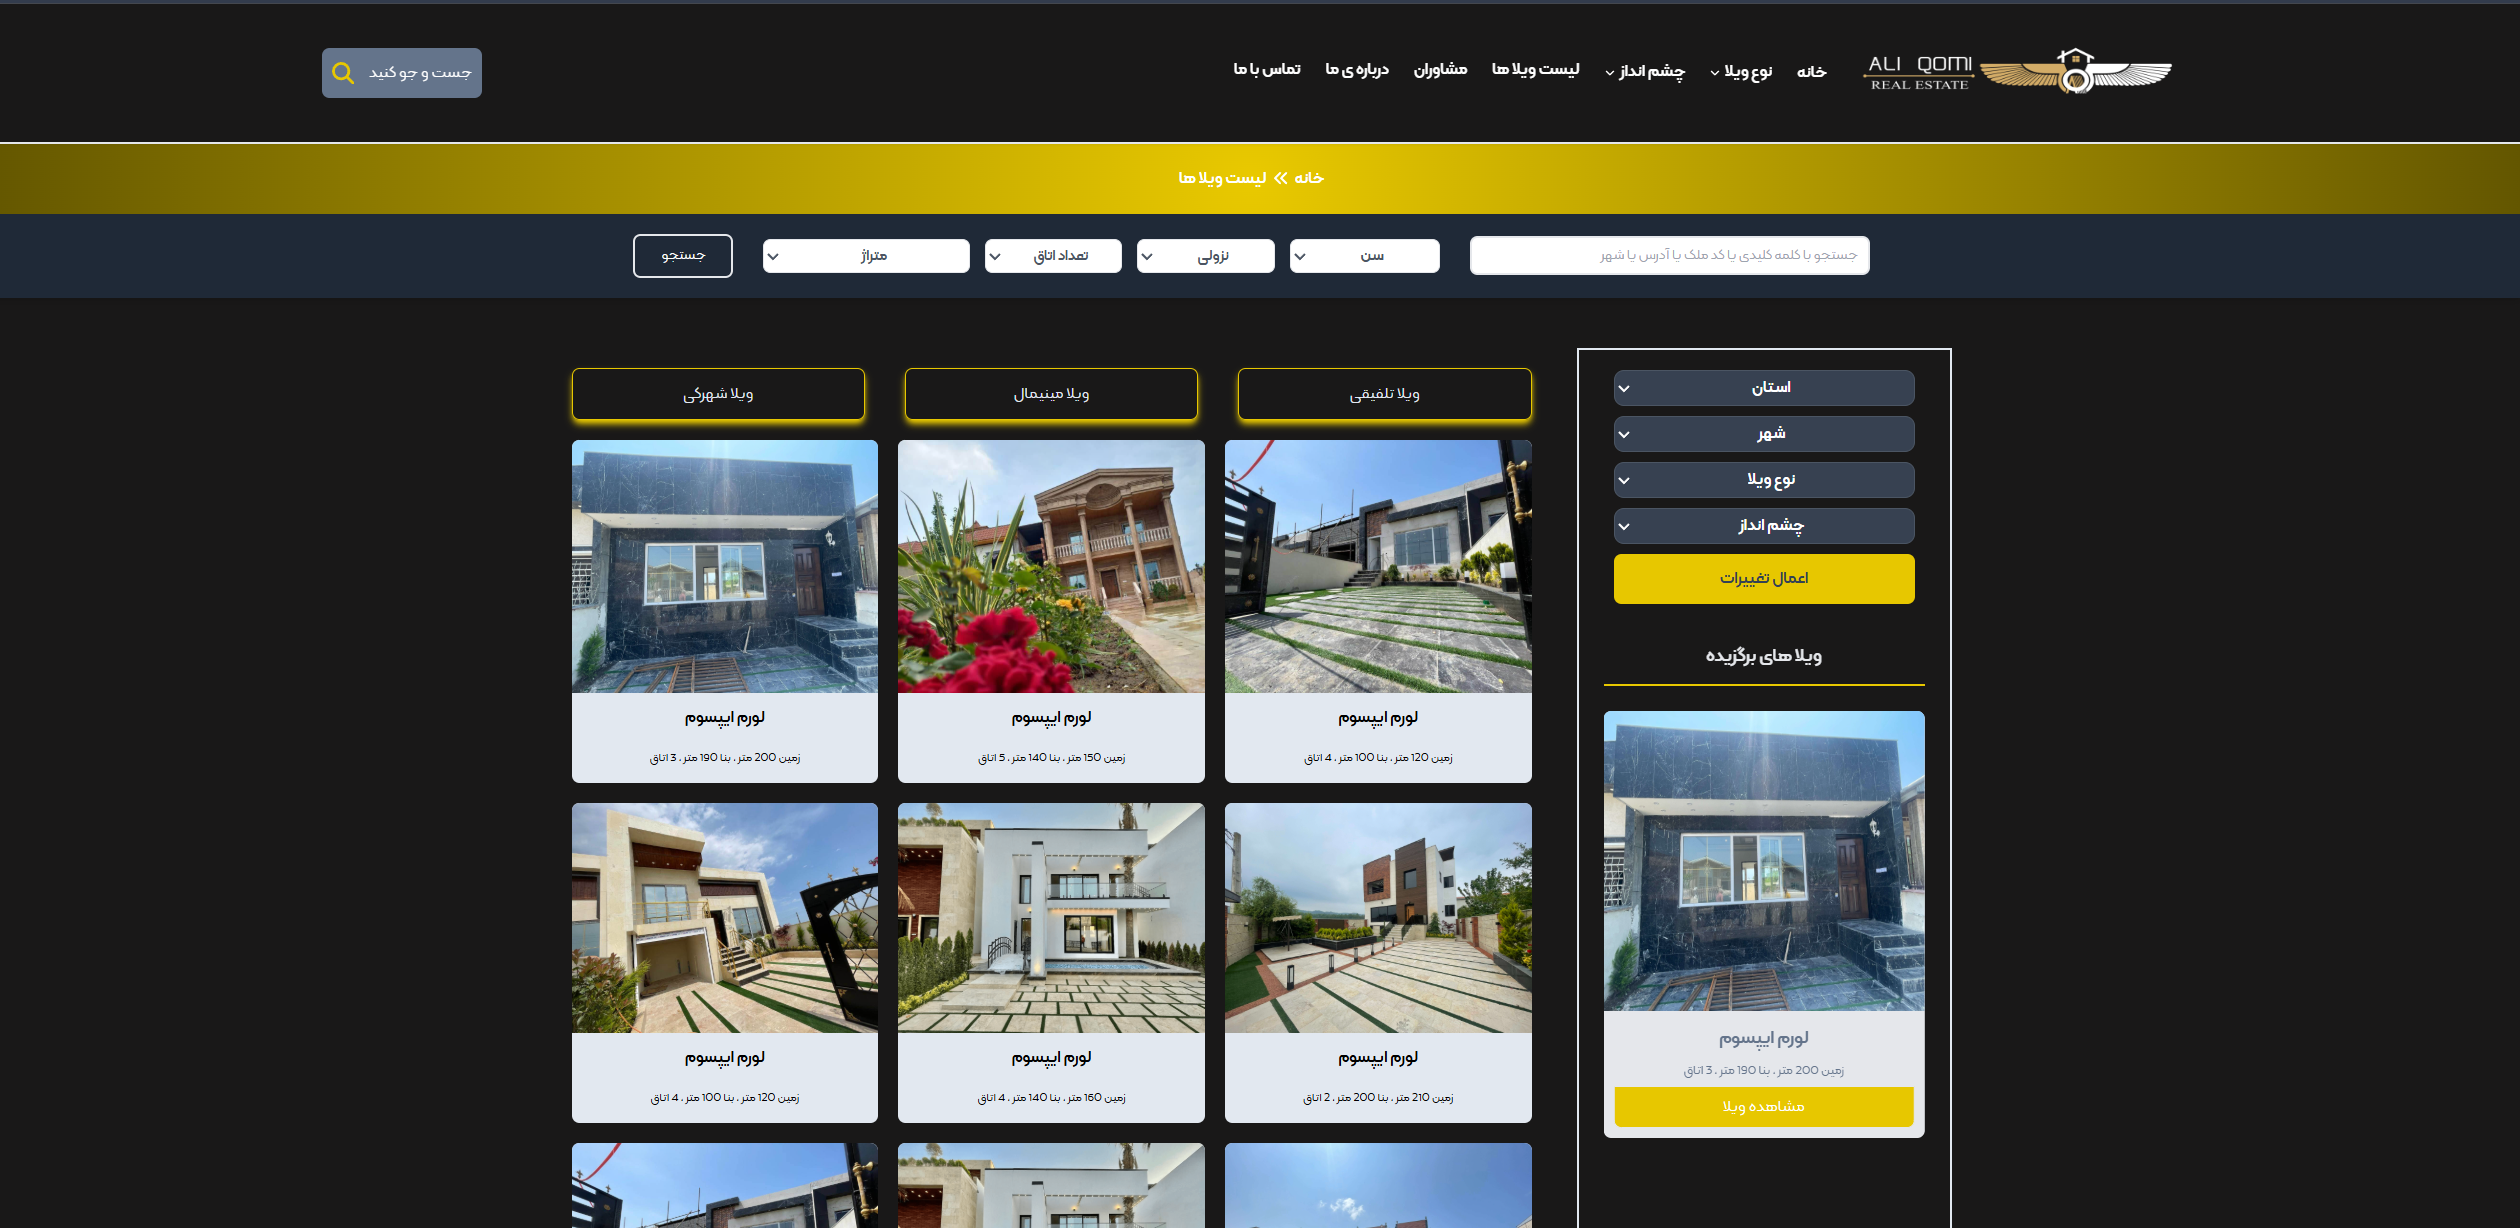 ALI QOMI
REAL ESTATE
خانه
نوع ویلا
چشم انداز
لیست ویلا ها
مشاوران
درباره ی ما
تماس با ما
جست و جو کنید
خانه » لیست ویلا ها
جستجو با کلمه کلیدی یا کد ملک یا آدرس یا شهر
سن
نزولی
تعداد اتاق
متراژ
جستجو
استان
شهر
نوع ویلا
چشم انداز
اعمال تغییرات
ویلا های برگزیده
لورم ایپسوم
زمین 200 متر ، بنا 190 متر ، 3 اتاق
مشاهده ویلا
ویلا تلفیقی
ویلا مینیمال
ویلا شهرکی
لورم ایپسوم
زمین 120 متر ، بنا 100 متر ، 4 اتاق
لورم ایپسوم
زمین 150 متر ، بنا 140 متر ، 5 اتاق
لورم ایپسوم
زمین 200 متر ، بنا 190 متر ، 3 اتاق
لورم ایپسوم
زمین 210 متر ، بنا 200 متر ، 2 اتاق
لورم ایپسوم
زمین 160 متر ، بنا 140 متر ، 4 اتاق
لورم ایپسوم
زمین 120 متر ، بنا 100 متر ، 4 اتاق